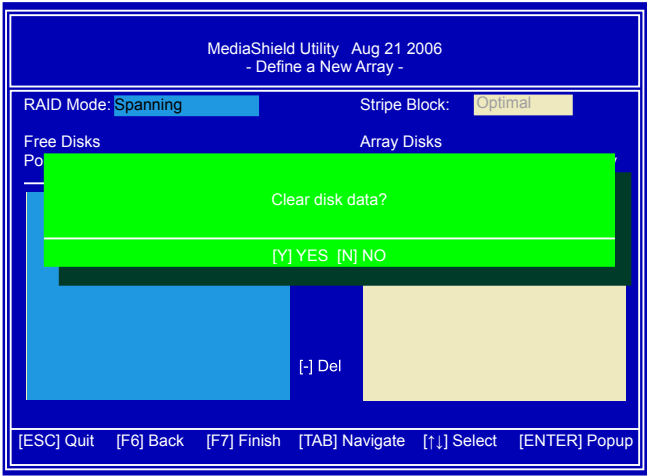 MediaShield Utility Aug 21 2006
- Define a New Array -
RAID Mode: Spanning Stripe Block: Optimal
Free Disks Array Disks
Clear disk data?
[Y] YES [N] NO
[-] Del
[ESC] Quit [F6] Back [F7] Finish [TAB] Navigate [↑↓] Select [ENTER] Popup